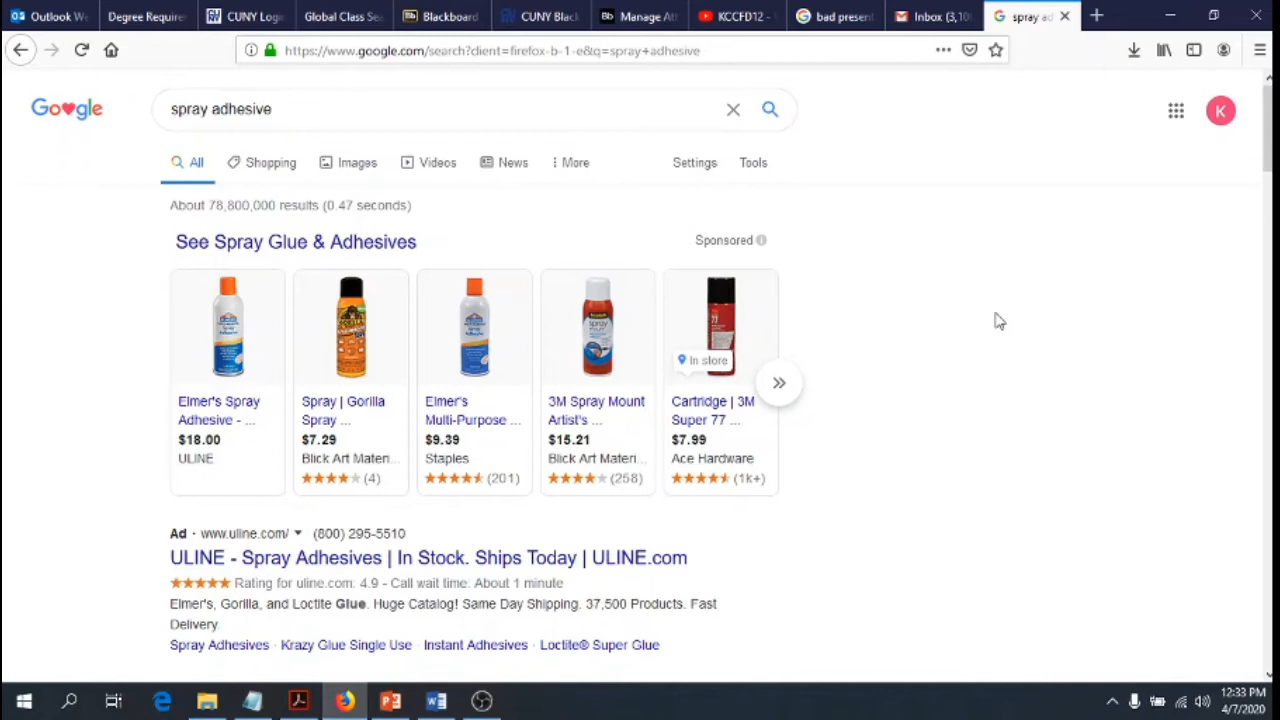 Outlook We
Degree Require
CUNY Logi
Global Class Se
Blackboard
CUNY Black
Manage Att
KCCFD12 -
bad present
Inbox (3,10
spray ad
https://www.google.com/search?client=firefox-b-1-e&q=spray+adhesive
Google
spray adhesive
K
All Shopping Images Videos News More Settings Tools
About 78,800,000 results (0.47 seconds)
See Spray Glue & Adhesives
Sponsored
In store
Elmer's Spray
Adhesive - ...
$18.00
ULINE
Spray | Gorilla
Spray ...
$7.29
Blick Art Materi...
(4)
Elmer's
Multi-Purpose ...
$9.39
Staples
(201)
3M Spray Mount
Artist's ...
$15.21
Blick Art Materi...
(258)
Cartridge | 3M
Super 77 ...
$7.99
Ace Hardware
(1k+)
Ad · www.uline.com/ (800) 295-5510
ULINE - Spray Adhesives | In Stock. Ships Today | ULINE.com
Rating for uline.com: 4.9 - Call wait time: About 1 minute
Elmer's, Gorilla, and Loctite Glue. Huge Catalog! Same Day Shipping. 37,500 Products. Fast
Delivery.
Spray Adhesives · Krazy Glue Single Use · Instant Adhesives · Loctite® Super Glue
12:33 PM
4/7/2020